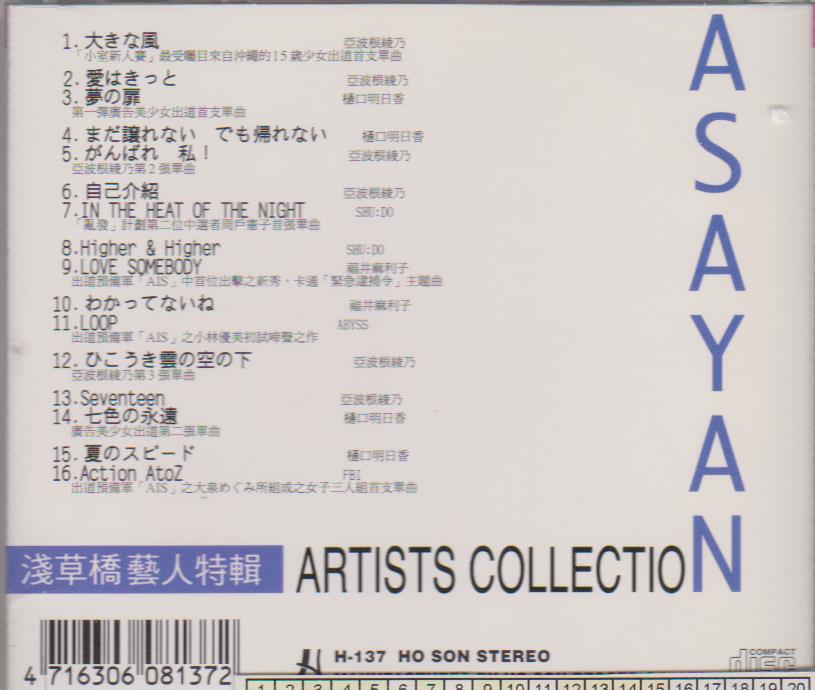 1. 大きな風 亞波根綾乃
「小室新人賽」最受矚目來自沖繩的15歲少女出道首支單曲
2. 愛はきっと 亞波根綾乃
3. 夢の扉 樋口明日香
第一彈廣告美少女出道首支單曲
4. まだ譲れない でも帰れない 樋口明日香
5. がんばれ 私! 亞波根綾乃
亞波根綾乃第2張單曲
6. 自己介紹 亞波根綾乃
7. IN THE HEAT OF THE NIGHT SHU:DO
「亂發」計劃第二位中選者周戶憲子首張單曲
8. Higher & Higher SHU:DO
9. LOVE SOMEBODY 福井麻利子
出道預備軍「AIS」中首位出擊之新秀・卡通「緊急逮捕令」主題曲
10. わかってないね 福井麻利子
11. LOOP ABYSS
出道預備軍「AIS」之小林優美初試啼聲之作
12. ひこうき雲の空の下 亞波根綾乃
亞波根綾乃第3張單曲
13. Seventeen 亞波根綾乃
14. 七色の永遠 樋口明日香
廣告美少女出道第二張單曲
15. 夏のスピード 樋口明日香
16. Action AtoZ FBI
出道預備軍「AIS」之大泉めぐみ所組成之女子三人組首支單曲
ASAYAN
淺草橋藝人特輯 ARTISTS COLLECTION
4 716306 081372
H-137 HO SON STEREO
COMPACT
disc
1 2 3 4 5 6 7 8 9 10 11 12 13 14 15 16 17 18 19 20